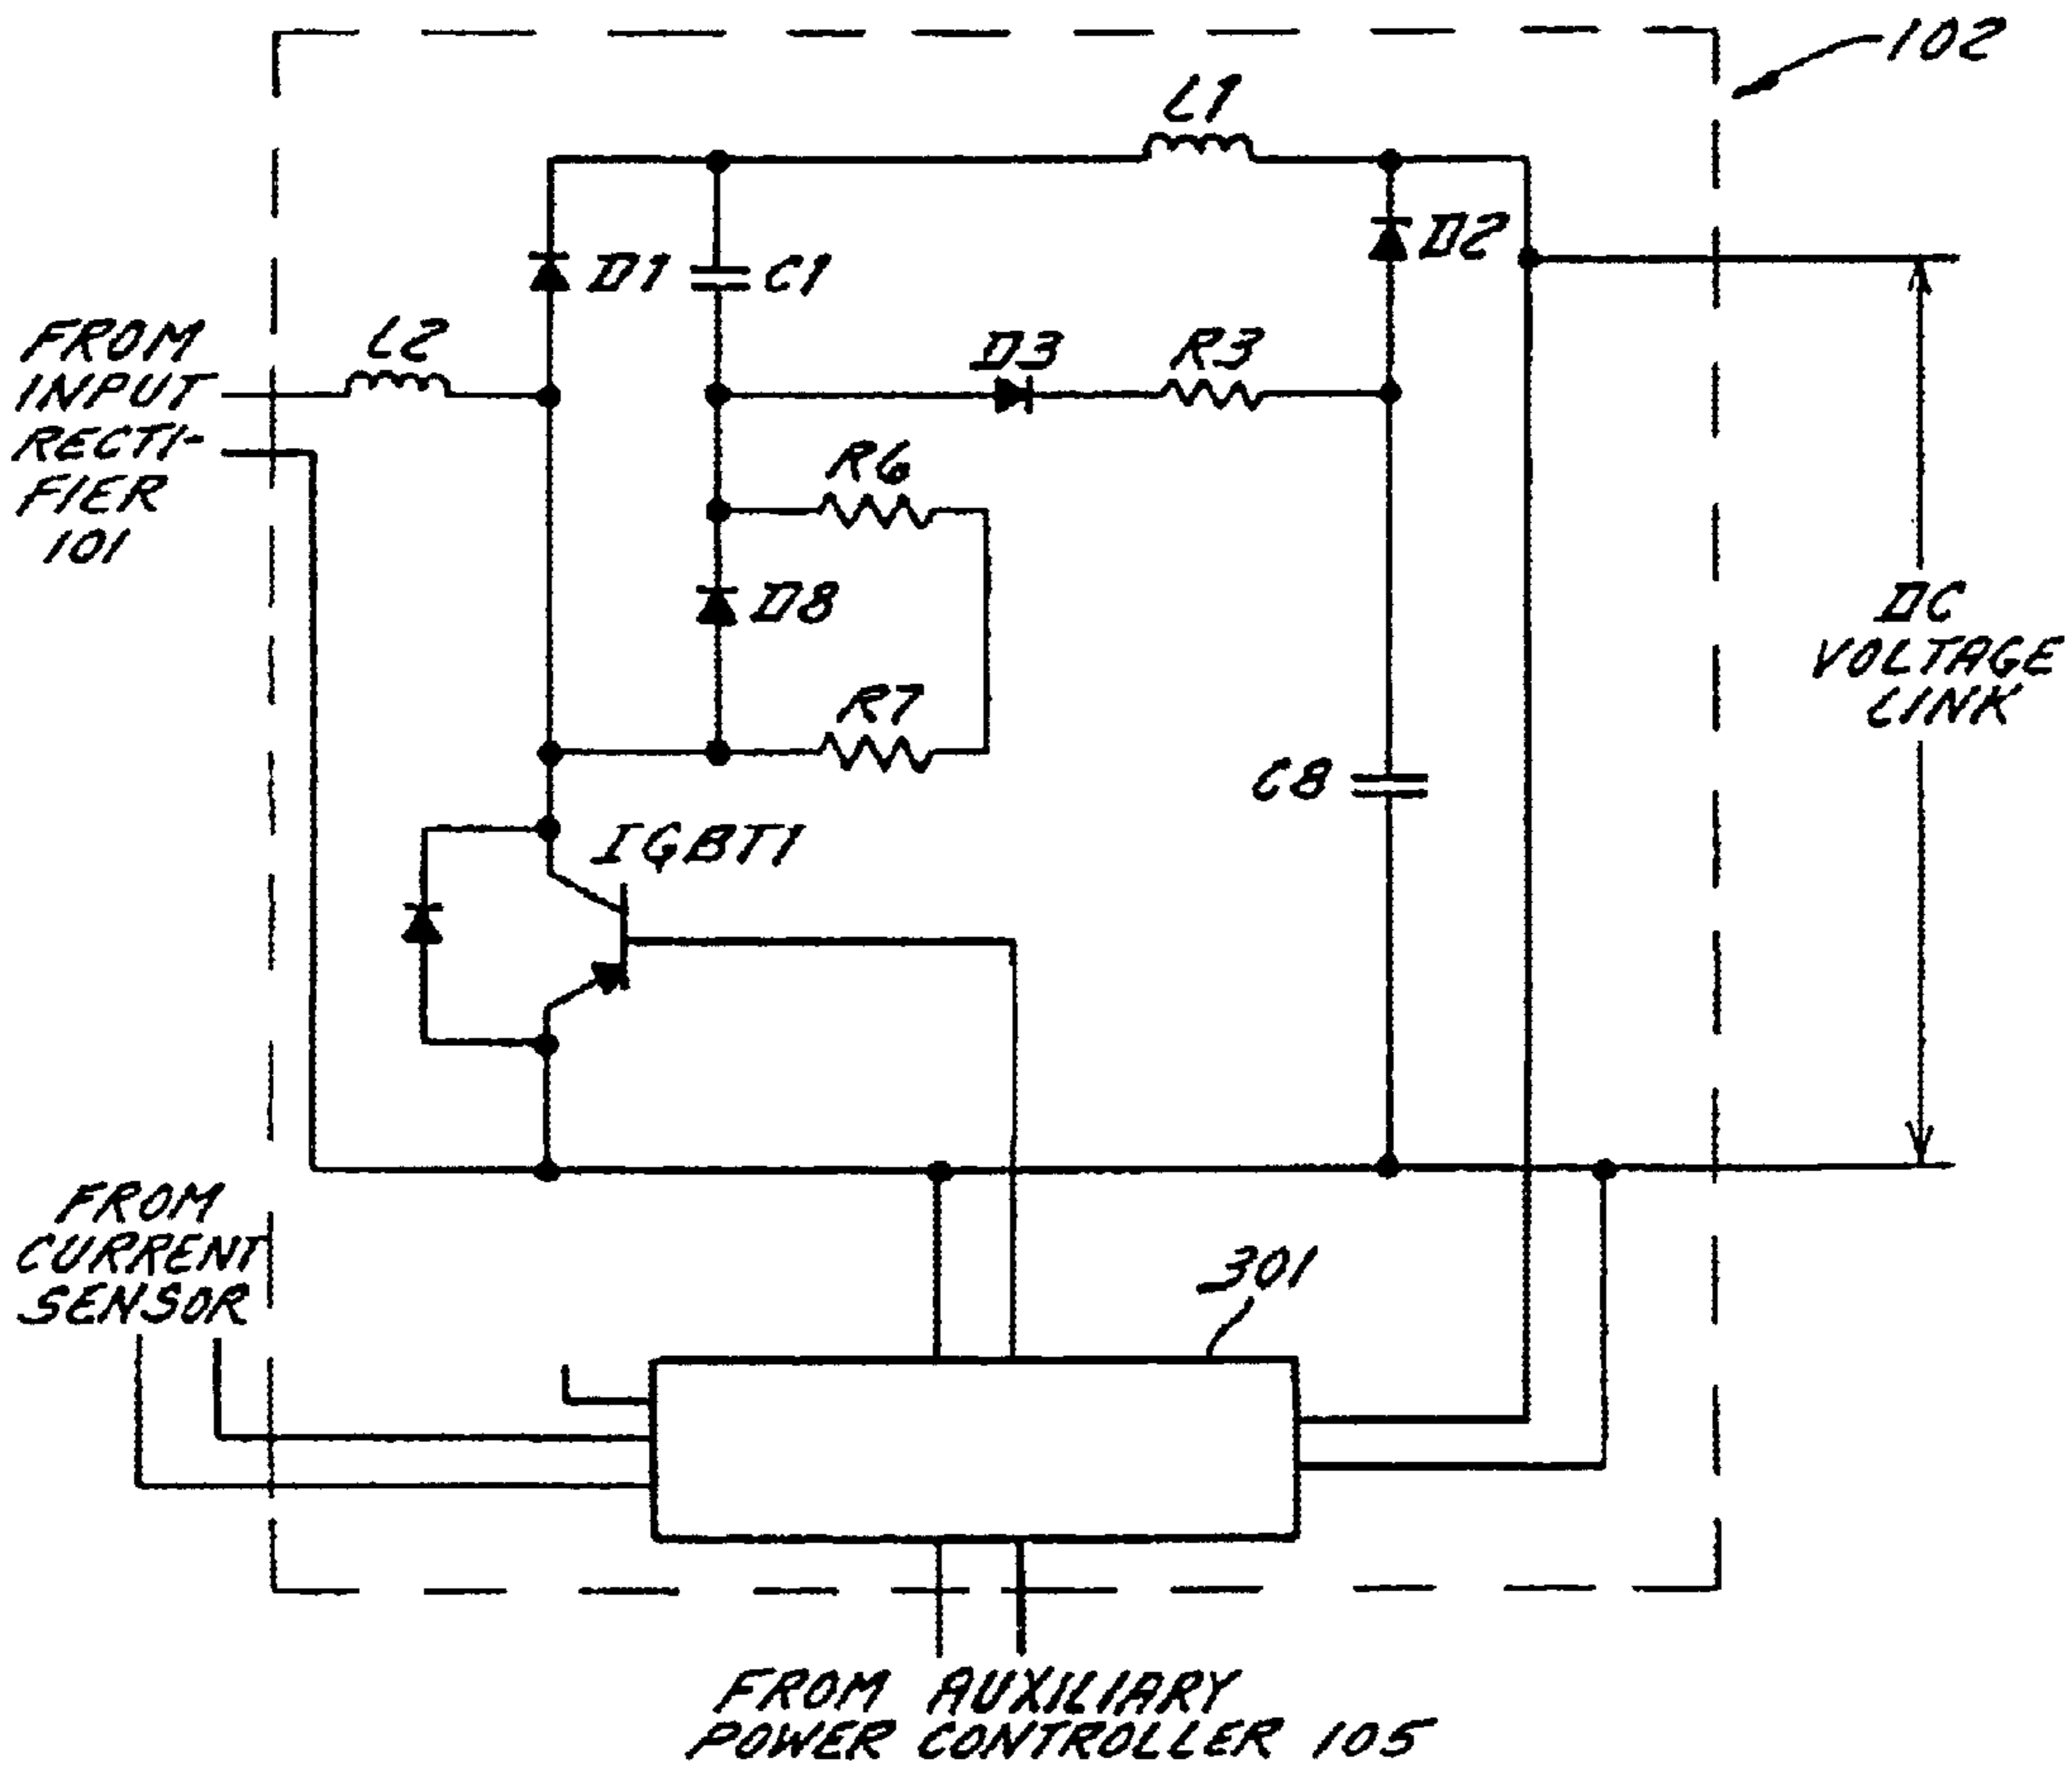 102
L1
D2
D1
C1
FROM
INPUT
RECTI-
FIER
101
L2
D3
R3
R6
D8
R7
DC
VOLTAGE
LINK
C8
IGBT1
FROM
CURRENT
SENSOR
301
FROM AUXILIARY
POWER CONTROLLER 105